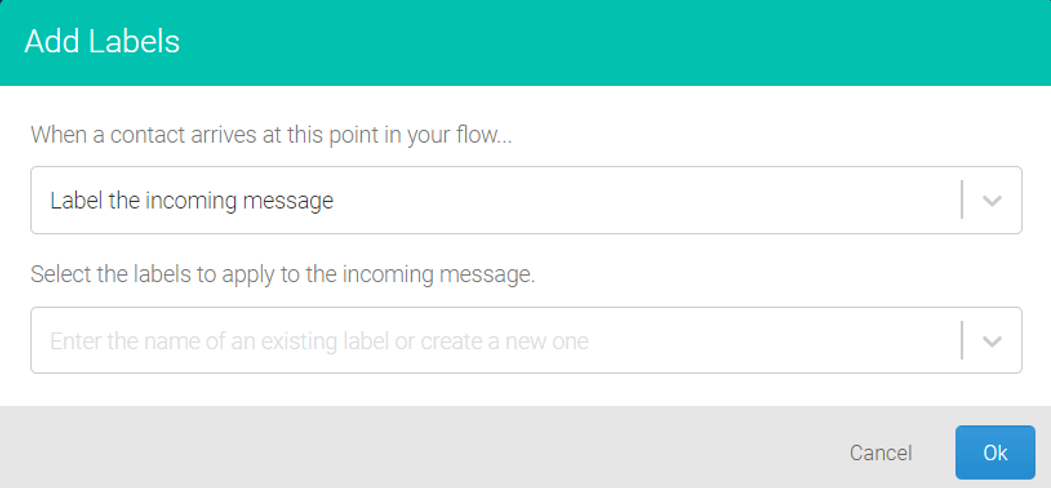 Add Labels
When a contact arrives at this point in your flow...
Label the incoming message
Select the labels to apply to the incoming message.
Enter the name of an existing label or create a new one
Cancel
Ok